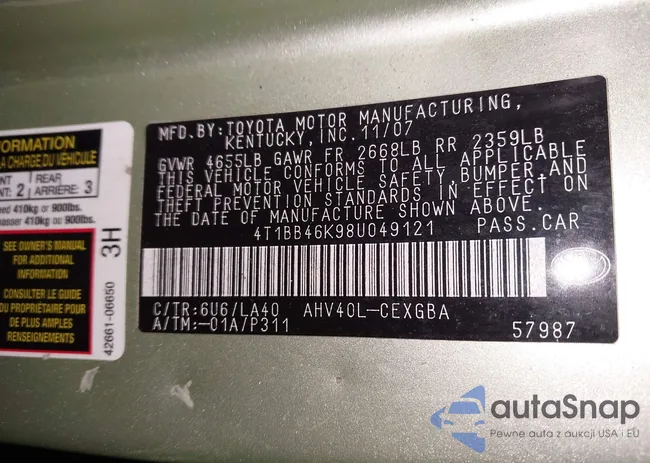 FORMATION
LA CHARGE DU VÉHICULE
NT
NT: 2
REAR
ARRIÈRE: 3
ed 410kg or 900lbs.
passer 410kg ou 900lbs.
SEE OWNER'S MANUAL
FOR ADDITIONAL
INFORMATION
CONSULTER LE GUIDE
DU PROPRIÉTAIRE POUR
DE PLUS AMPLES
RENSEIGNEMENTS
3H
42661-06650
MFD.BY:TOYOTA MOTOR MANUFACTURING,
KENTUCKY, INC.11/07
GVWR 4655LB GAWR FR 2668LB RR 2359LB
THIS VEHICLE CONFORMS TO ALL APPLICABLE
FEDERAL MOTOR VEHICLE SAFETY BUMPER,AND
THEFT PREVENTION STANDARDS IN EFFECT ON
THE DATE OF MANUFACTURE SHOWN ABOVE.
4T1BB46K98U049121 PASS.CAR
C/TR:6U6/LA40 AHV40L-CEXGBA
A/TM:-01A/P311 57987
autaSnap
Pewne auta z aukcji USA i EU